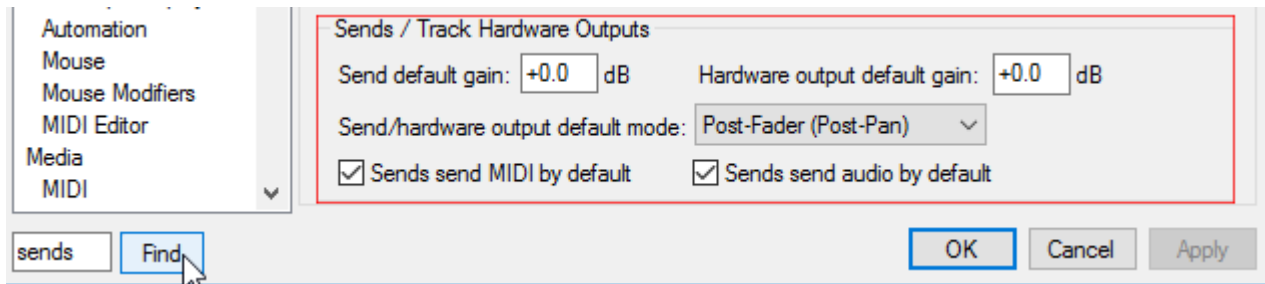 Automation
Mouse
Mouse Modifiers
MIDI Editor
Media
MIDI
Sends / Track Hardware Outputs
Send default gain: +0.0 dB Hardware output default gain: +0.0 dB
Send/hardware output default mode: Post-Fader (Post-Pan)
Sends send MIDI by default Sends send audio by default
sends Find OK Cancel Apply